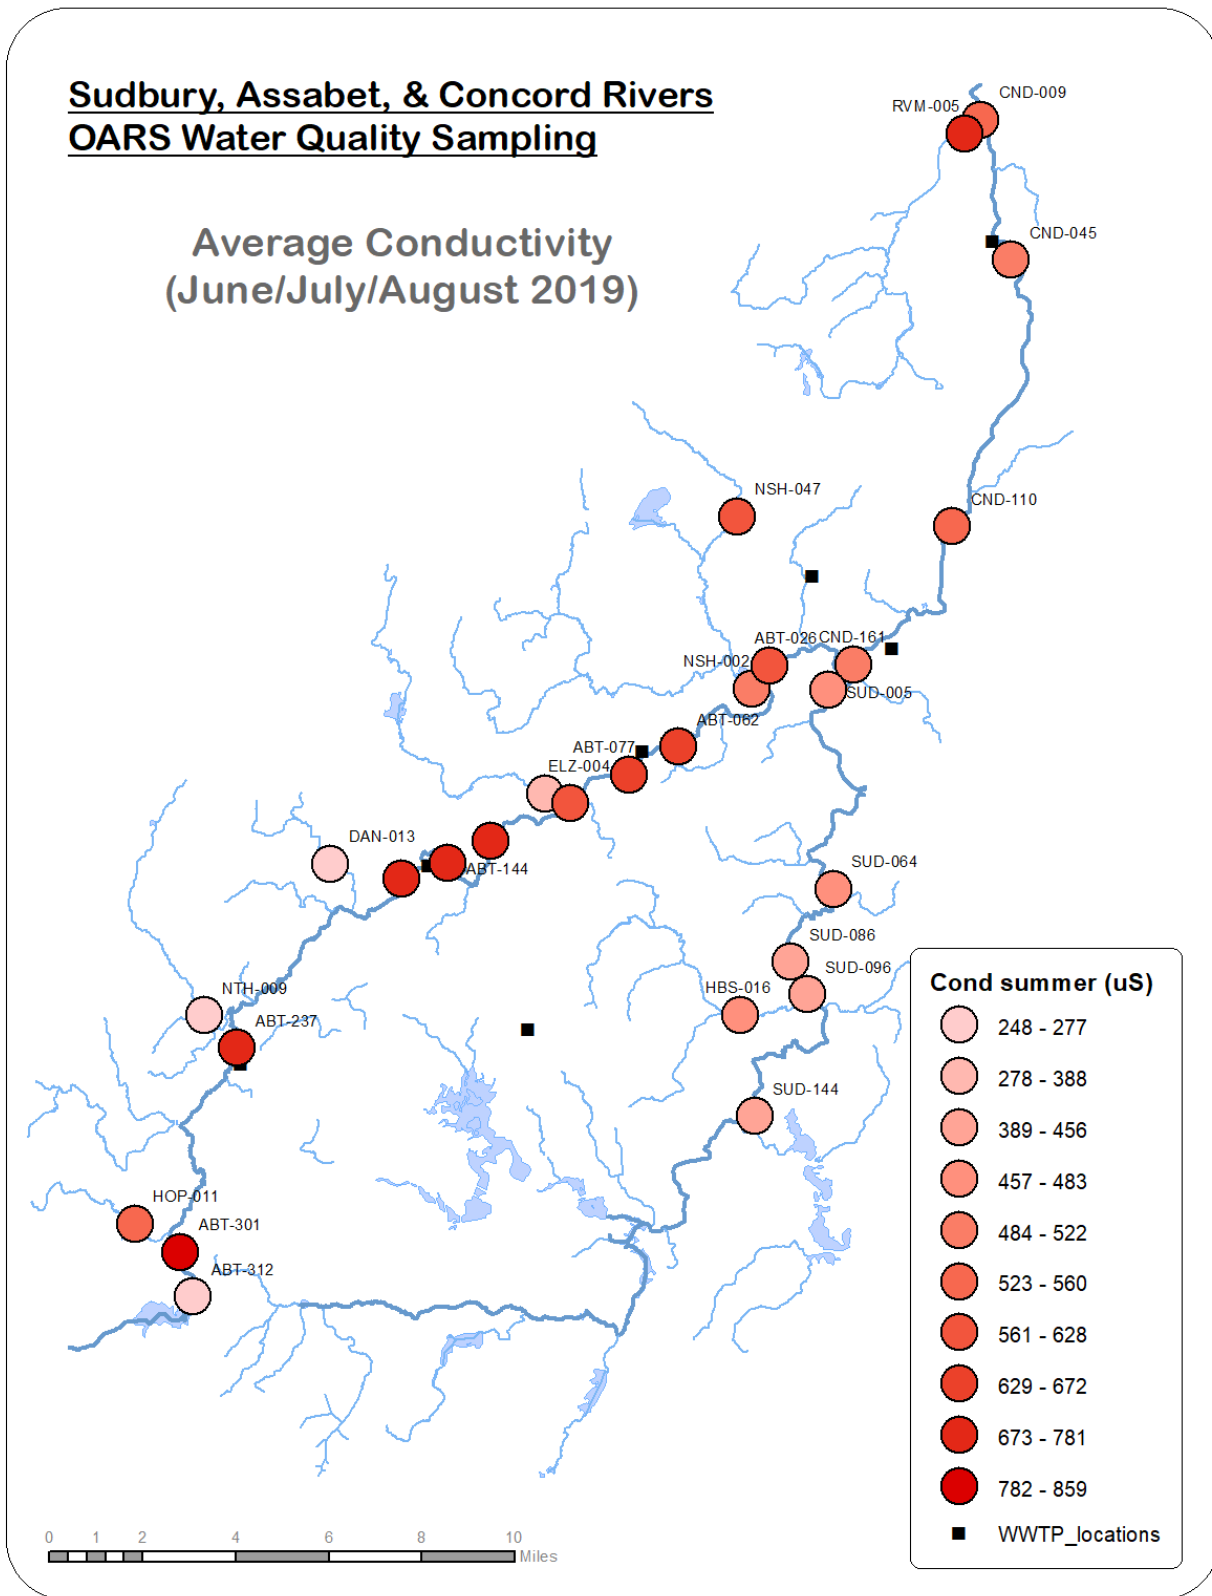 Sudbury, Assabet, & Concord Rivers
OARS Water Quality Sampling
Average Conductivity
(June/July/August 2019)
CND-009
RVM-005
CND-045
NSH-047
CND-110
ABT-026
CND-161
NSH-002
SUD-005
ABT-062
ABT-077
ELZ-004
DAN-013
ABT-144
SUD-064
SUD-086
SUD-096
HBS-016
NTH-009
ABT-237
SUD-144
HOP-011
ABT-301
ABT-312
Cond summer (uS)
248 - 277
278 - 388
389 - 456
457 - 483
484 - 522
523 - 560
561 - 628
629 - 672
673 - 781
782 - 859
WWTP_locations
0 1 2 4 6 8 10
Miles